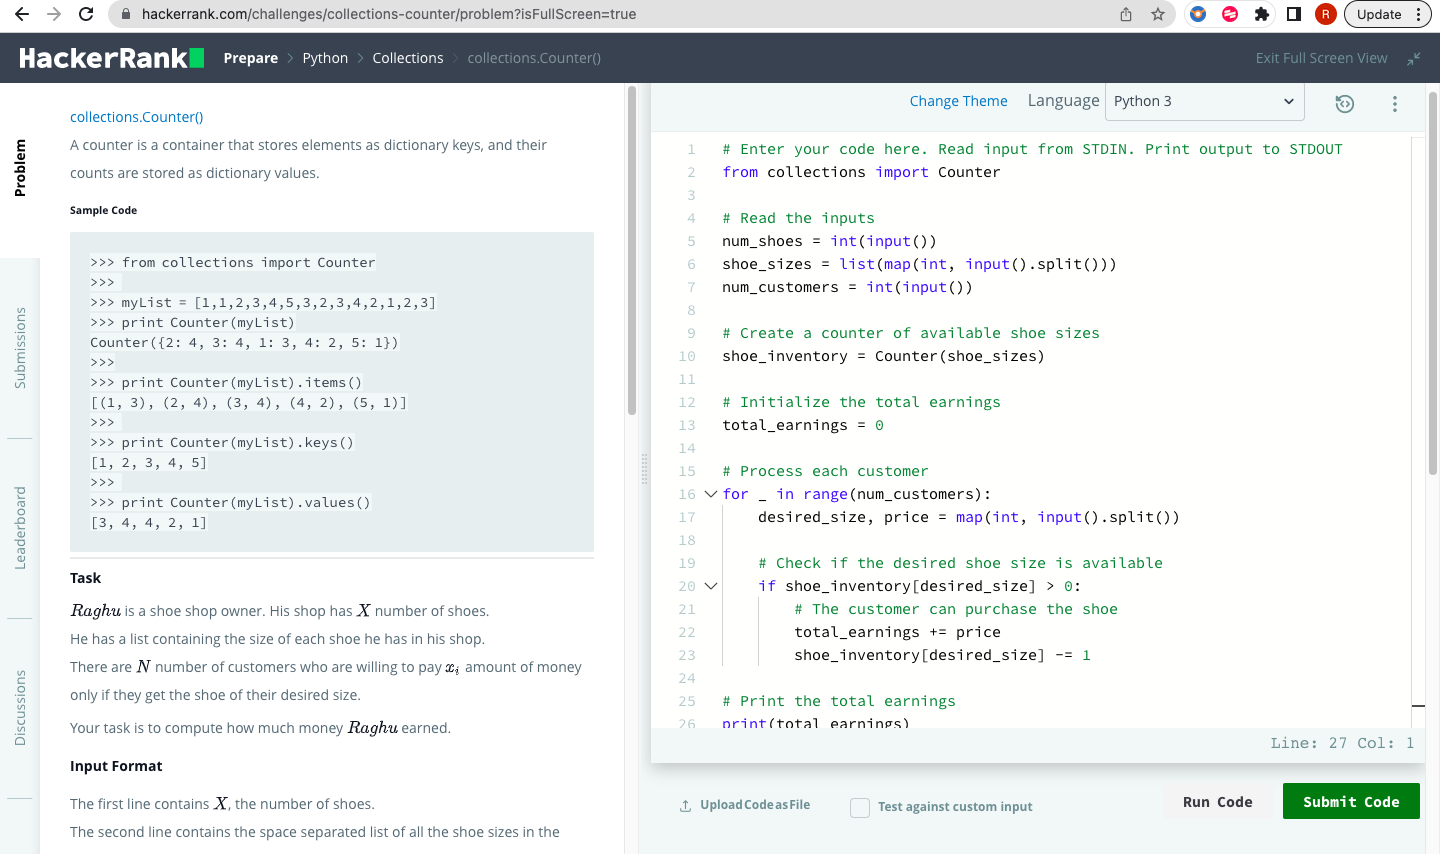 hackerrank.com/challenges/collections-counter/problem?isFullScreen=true
R
Update
HackerRank
Prepare > Python > Collections > collections.Counter()
Exit Full Screen View
Problem
Submissions
Leaderboard
Discussions
collections.Counter()
A counter is a container that stores elements as dictionary keys, and their
counts are stored as dictionary values.
Sample Code
>>> from collections import Counter
>>>
>>> myList = [1,1,2,3,4,5,3,2,3,4,2,1,2,3]
>>> print Counter(myList)
Counter({2: 4, 3: 4, 1: 3, 4: 2, 5: 1})
>>>
>>> print Counter(myList).items()
[(1, 3), (2, 4), (3, 4), (4, 2), (5, 1)]
>>>
>>> print Counter(myList).keys()
[1, 2, 3, 4, 5]
>>>
>>> print Counter(myList).values()
[3, 4, 4, 2, 1]
Task
Raghu is a shoe shop owner. His shop has X number of shoes.
He has a list containing the size of each shoe he has in his shop.
There are N number of customers who are willing to pay xᵢ amount of money
only if they get the shoe of their desired size.
Your task is to compute how much money Raghu earned.
Input Format
The first line contains X, the number of shoes.
The second line contains the space separated list of all the shoe sizes in the
Change Theme
Language
Python 3
1 # Enter your code here. Read input from STDIN. Print output to STDOUT
2 from collections import Counter
3
4 # Read the inputs
5 num_shoes = int(input())
6 shoe_sizes = list(map(int, input().split()))
7 num_customers = int(input())
8
9 # Create a counter of available shoe sizes
10 shoe_inventory = Counter(shoe_sizes)
11
12 # Initialize the total earnings
13 total_earnings = 0
14
15 # Process each customer
16 for _ in range(num_customers):
17     desired_size, price = map(int, input().split())
18
19     # Check if the desired shoe size is available
20     if shoe_inventory[desired_size] > 0:
21         # The customer can purchase the shoe
22         total_earnings += price
23         shoe_inventory[desired_size] -= 1
24
25 # Print the total earnings
26 print(total_earnings)
Line: 27 Col: 1
Upload Code as File
Test against custom input
Run Code
Submit Code